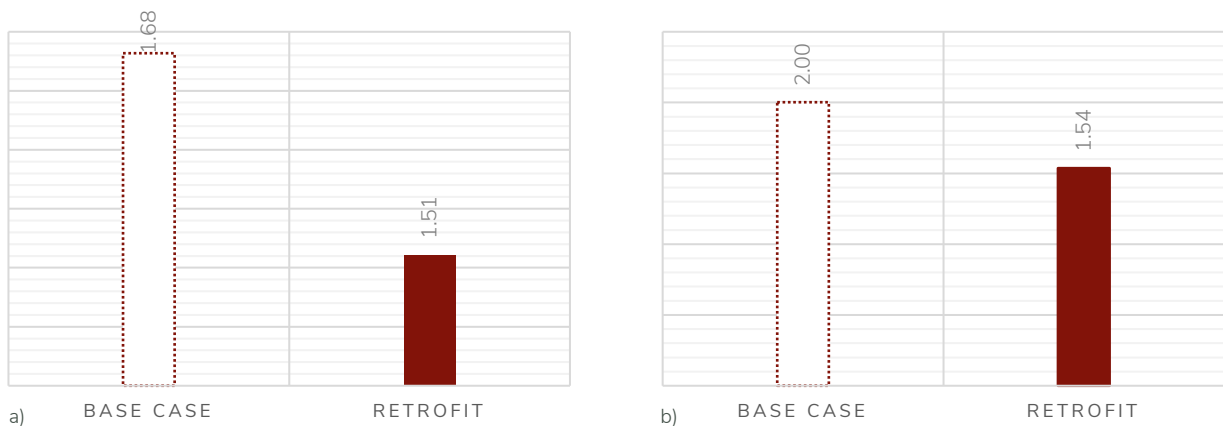 1.68
1.51
BASE CASE
RETROFIT
a)
2.00
1.54
BASE CASE
RETROFIT
b)